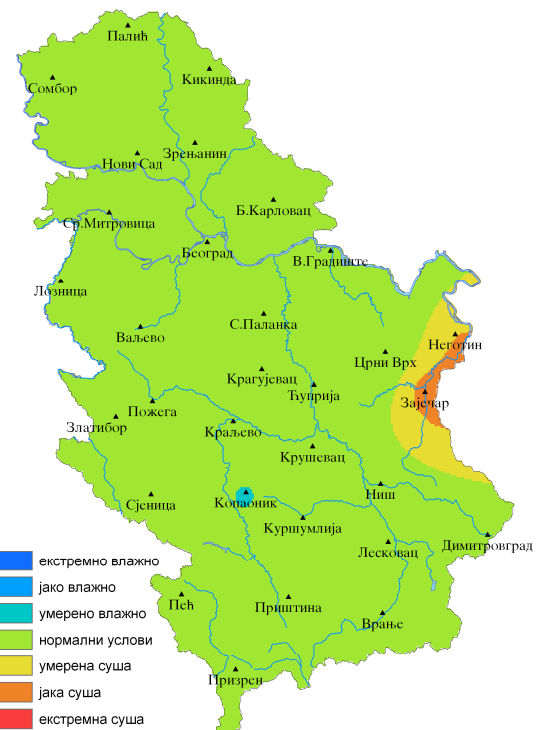 Палић
Кикинда
Сомбор
Зрењанин
Нови Сад
Б.Карловац
Ср.Митровица
Београд
В.Градиште
Лозница
С.Паланка
Ваљево
Неготин
Црни Врх
Крагујевац
Ћуприја
Зајечар
Пожега
Златибор
Краљево
Крушевац
Ниш
Копаоник
Сјеница
Куршумлија
Димитровград
Лесковац
Пећ
Приштина
Врање
Призрен
екстремно влажно
јако влажно
умерено влажно
нормални услови
умерена суша
јака суша
екстремна суша